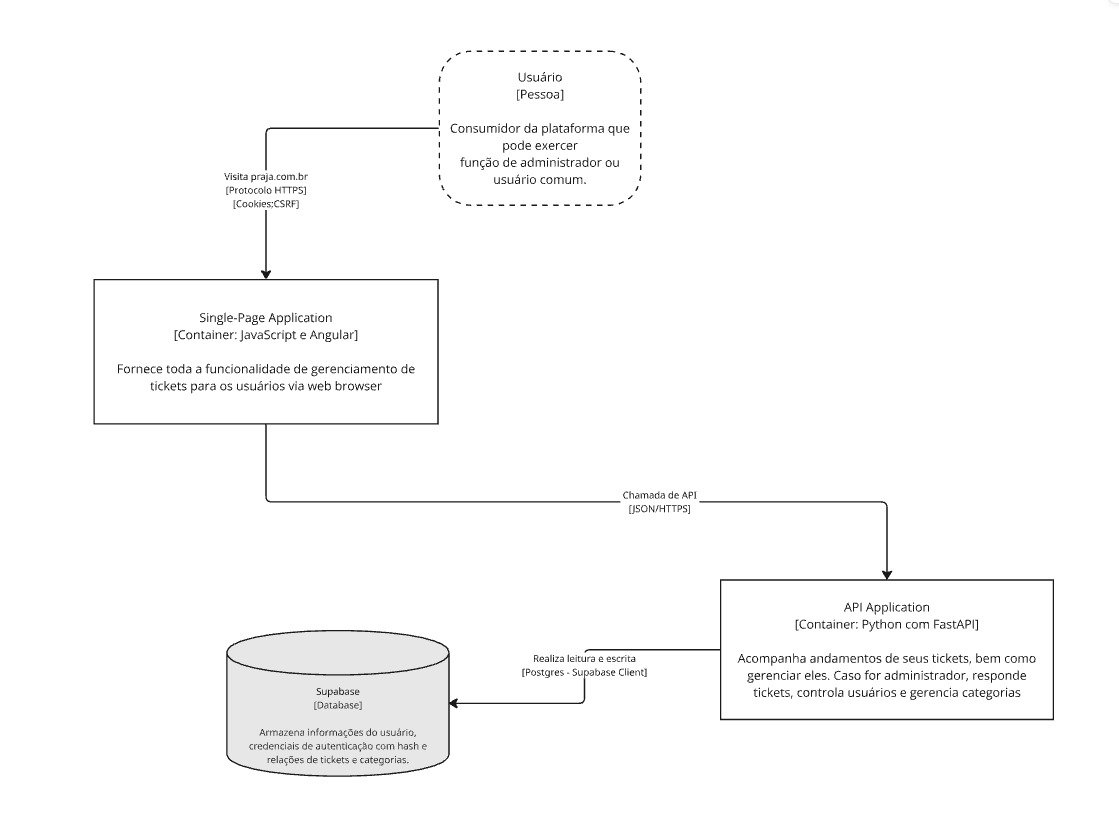 Usuário
[Pessoa]
Consumidor da plataforma que
pode exercer
função de administrador ou
usuário comum.
Visita praja.com.br
[Protocolo HTTPS]
[Cookies;CSRF]
Single-Page Application
[Container: JavaScript e Angular]
Fornece toda a funcionalidade de gerenciamento de
tickets para os usuários via web browser
Chamada de API
[JSON/HTTPS]
API Application
[Container: Python com FastAPI]
Acompanha andamentos de seus tickets, bem como
gerenciar eles. Caso for administrador, responde
tickets, controla usuários e gerencia categorias
Realiza leitura e escrita
[Postgres - Supabase Client]
Supabase
[Database]
Armazena informações do usuário,
credenciais de autenticação com hash e
relações de tickets e categorias.